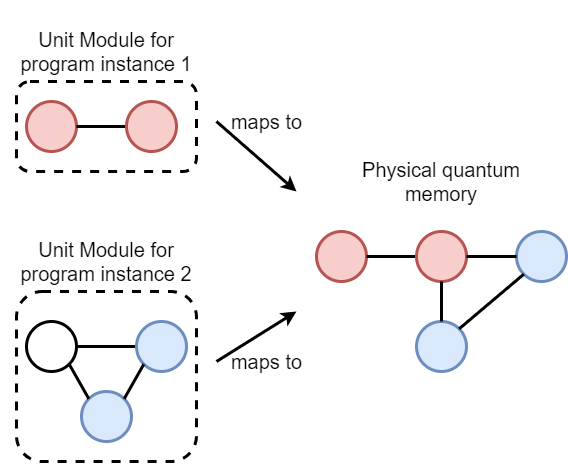 Unit Module for
program instance 1
maps to
Physical quantum
memory
Unit Module for
program instance 2
maps to